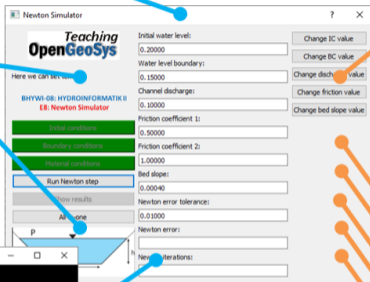 Newton Simulator
? ×
Teaching
OpenGeoSys
Here we can set
BHYWI-08: HYDROINFORMATIK II
E8: Newton Simulator
Initial conditions
Boundary conditions
Material conditions
Run Newton step
Show results
All
one
P
h
Initial water level:
0.20000
Water level boundary:
0.15000
Channel discharge:
0.10000
Friction coefficient 1:
0.50000
Friction coefficient 2:
1.00000
Bed slope:
0.00040
Newton error tolerance:
0.01000
Newton error:
iterations:
Change IC value
Change BC value
Change value
Change friction value
Change bed slope value